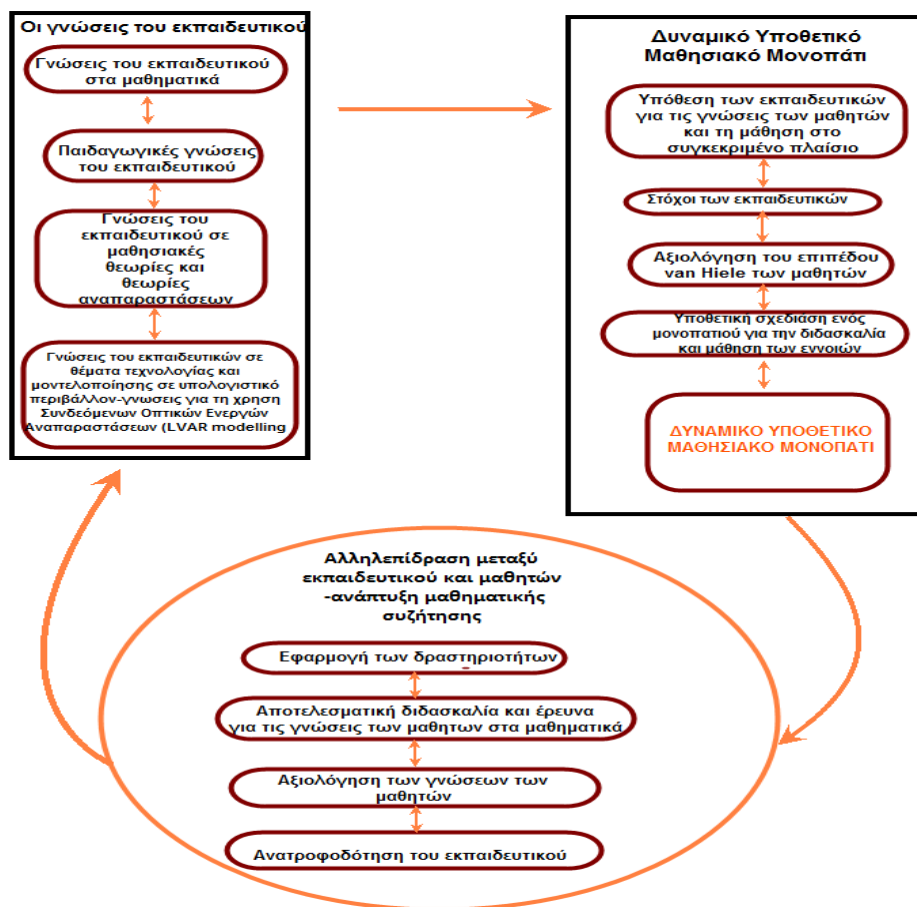 Οι γνώσεις του εκπαιδευτικού
Γνώσεις του εκπαιδευτικού
στα μαθηματικά
Παιδαγωγικές γνώσεις
του εκπαιδευτικού
Γνώσεις του
εκπαιδευτικού σε
μαθησιακές
θεωρίες και
θεωρίες
αναπαραστάσεων
Γνώσεις του εκπαιδευτικών σε
θέματα τεχνολογίας και
μοντελοποίησης σε υπολογιστικό
περιβάλλον-γνωσεις για τη χρηση
Συνδεόμενων Οπτικών Ενεργών
Αναπαραστάσεων (LVAR modelling
Δυναμικό Υποθετικό
Μαθησιακό Μονοπάτι
Υπόθεση των εκπαιδευτικών
για τις γνώσεις των μαθητών
και τη μάθηση στο
συγκεκριμένο πλαίσιο
Στόχοι των εκπαιδευτικών
Αξιολόγηση του επιπέδου
van Hiele των μαθητών
Υποθετική σχεδιάση ενός
μονοπατιού για την διδασκαλία
και μάθηση των εννοιών
ΔΥΝΑΜΙΚΟ ΥΠΟΘΕΤΙΚΟ
ΜΑΘΗΣΙΑΚΟ ΜΟΝΟΠΑΤΙ
Αλληλεπίδραση μεταξύ
εκπαιδευτικού και μαθητών
-ανάπτυξη μαθηματικής
συζήτησης
Εφαρμογή των δραστηριοτήτων
Αποτελεσματική διδασκαλία και έρευνα
για τις γνώσεις των μαθητων στα μαθηματικά
Αξιολόγηση των γνώσεων των
μαθητών
Ανατροφοδότηση του εκπαιδευτικού